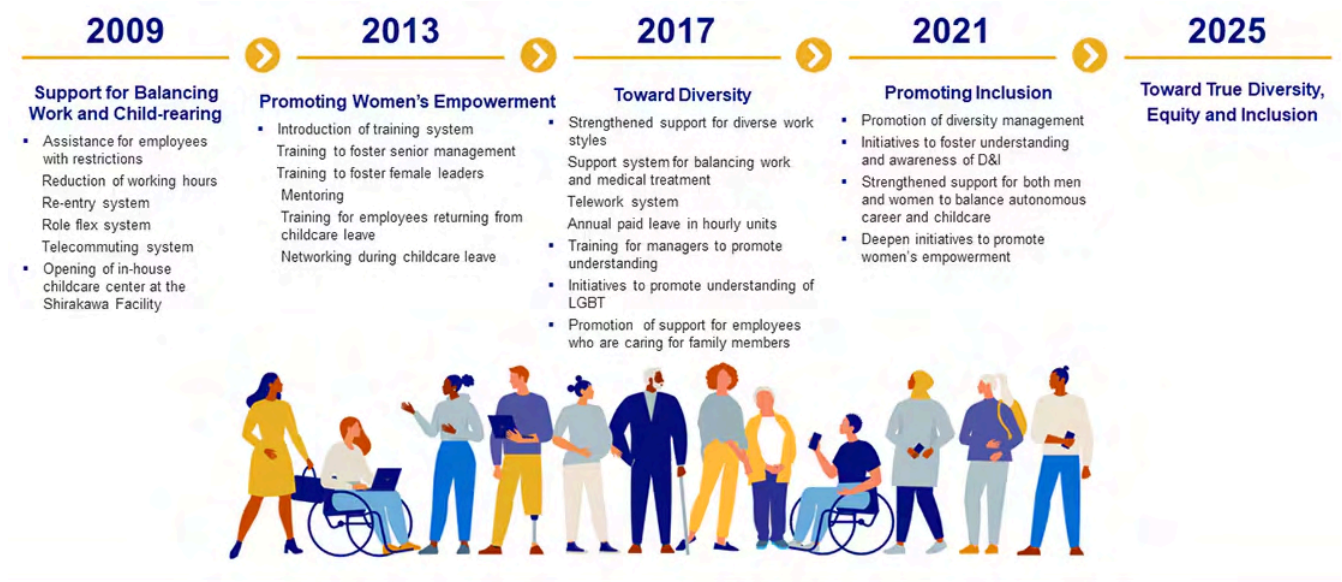 2009
Support for Balancing
Work and Child-rearing
▪ Assistance for employees
with restrictions
Reduction of working hours
Re-entry system
Role flex system
Telecommuting system
▪ Opening of in-house
childcare center at the
Shirakawa Facility
2013
Promoting Women's Empowerment
▪ Introduction of training system
Training to foster senior management
Training to foster female leaders
Mentoring
Training for employees returning from
childcare leave
Networking during childcare leave
2017
Toward Diversity
▪ Strengthened support for diverse work
styles
Support system for balancing work
and medical treatment
Telework system
Annual paid leave in hourly units
▪ Training for managers to promote
understanding
▪ Initiatives to promote understanding of
LGBT
▪ Promotion of support for employees
who are caring for family members
2021
Promoting Inclusion
▪ Promotion of diversity management
▪ Initiatives to foster understanding
and awareness of D&I
▪ Strengthened support for both men
and women to balance autonomous
career and childcare
▪ Deepen initiatives to promote
women's empowerment
2025
Toward True Diversity,
Equity and Inclusion